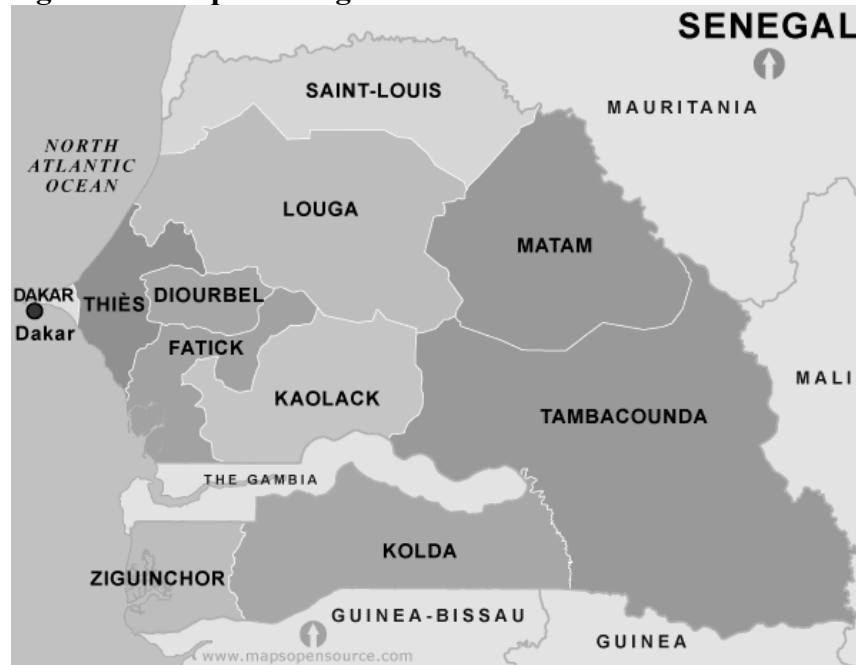 SENEGAL
SAINT-LOUIS
MAURITANIA
NORTH
ATLANTIC
OCEAN
LOUGA
MATAM
DAKAR
THIÈS
DIOURBEL
Dakar
FATICK
MALI
KAOLACK
TAMBACOUNDA
THE GAMBIA
KOLDA
ZIGUINCHOR
GUINEA-BISSAU
GUINEA
www.mapsopensource.com